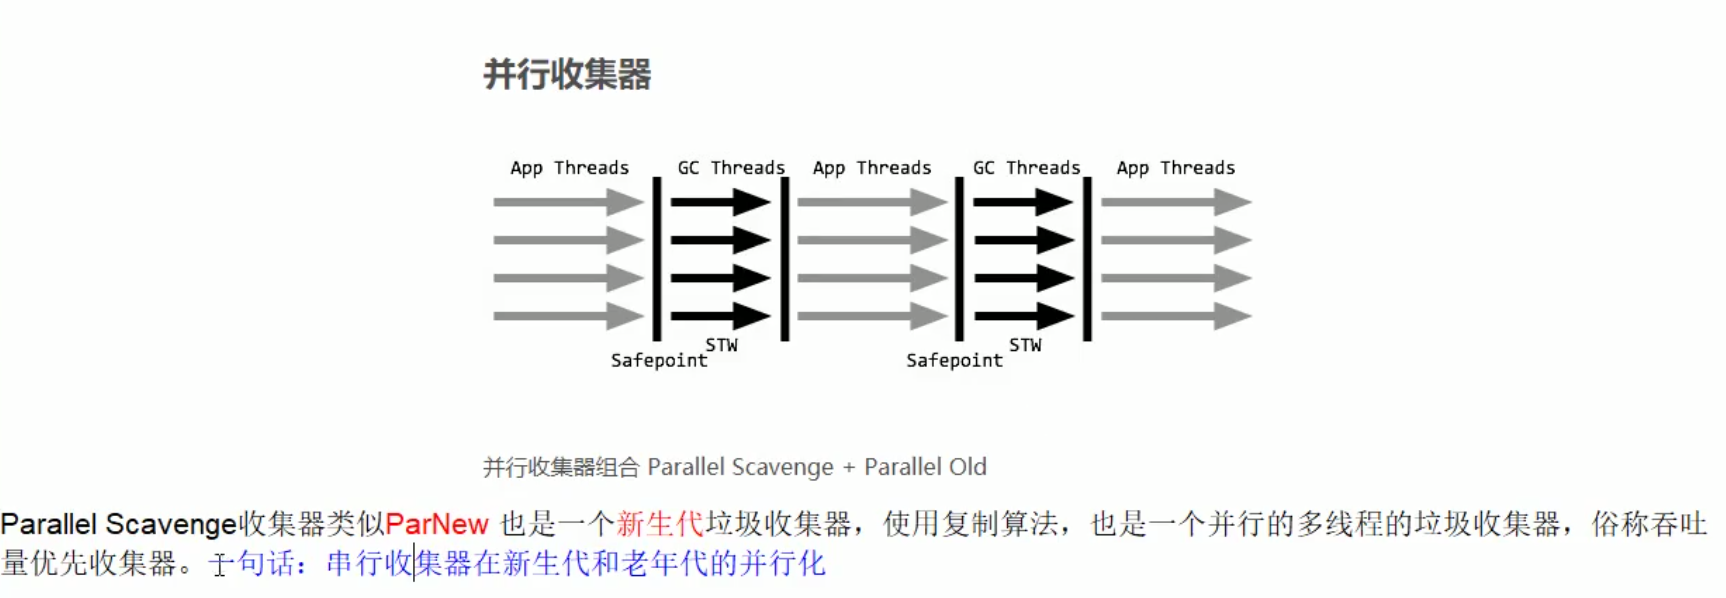 并行收集器
App Threads GC Threads App Threads GC Threads App Threads
STW STW
Safepoint Safepoint
并行收集器组合 Parallel Scavenge + Parallel Old
Parallel Scavenge收集器类似ParNew 也是一个新生代垃圾收集器，使用复制算法，也是一个并行的多线程的垃圾收集器，俗称吞吐
量优先收集器。一句话：串行收集器在新生代和老年代的并行化